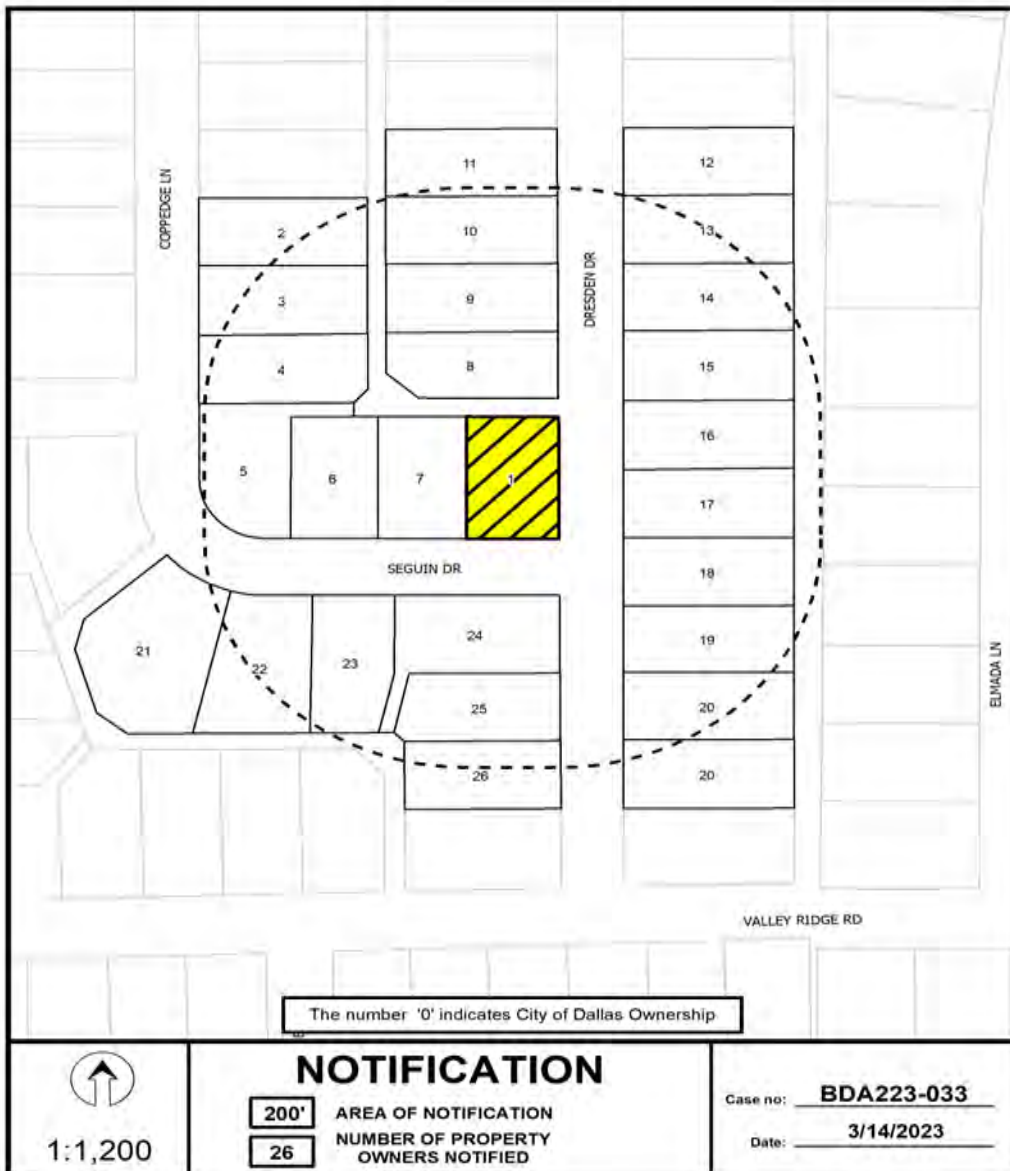 11
12
COPPEDGE LN
2
10
13
DRESDEN DR
3
9
14
4
8
15
16
5
6
7
1
17
SEGUIN DR
18
24
19
21
22
23
25
20
ELMADA LN
26
20
VALLEY RIDGE RD
The number '0' indicates City of Dallas Ownership
1:1,200
NOTIFICATION
200' AREA OF NOTIFICATION
26 NUMBER OF PROPERTY
OWNERS NOTIFIED
Case no: BDA223-033
Date: 3/14/2023